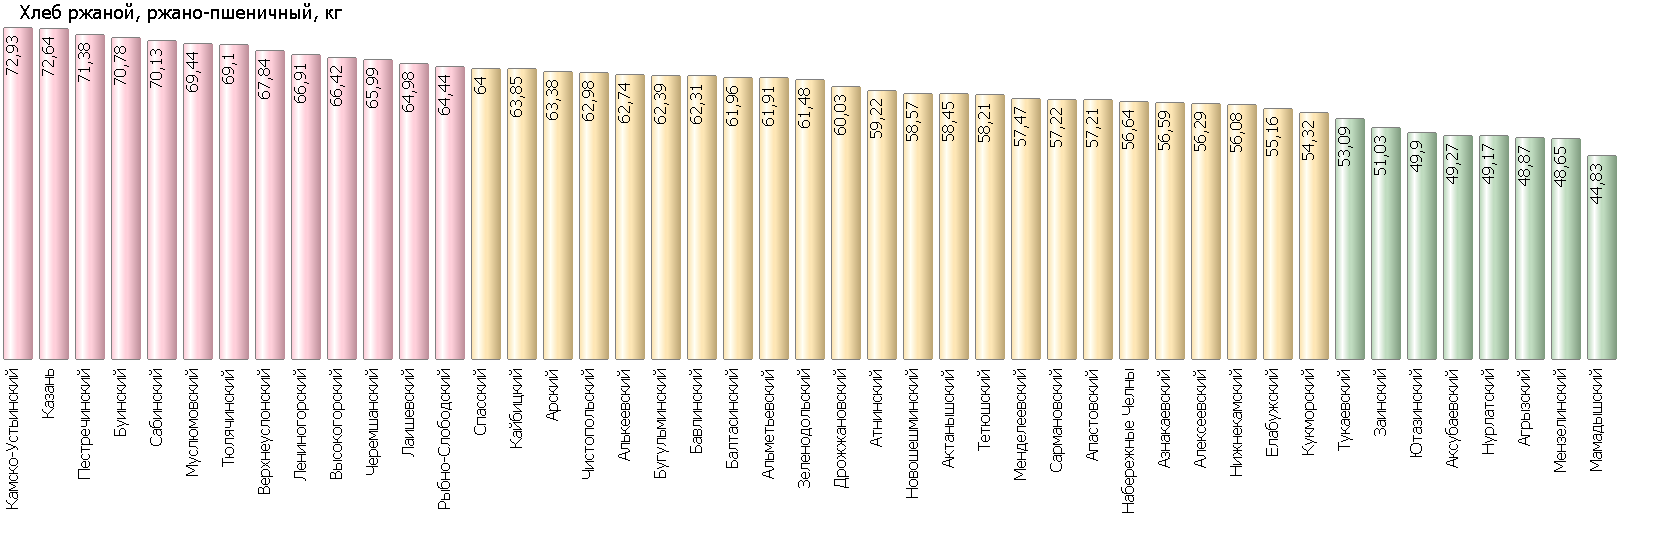 Хлеб ржаной, ржано-пшеничный, кг
72,93
72,64
71,38
70,78
70,13
69,44
69,1
67,84
66,91
66,42
65,99
64,98
64,44
64
63,85
63,38
62,98
62,74
62,39
62,31
61,96
61,91
61,48
60,03
59,22
58,57
58,45
58,21
57,47
57,22
57,21
56,64
56,59
56,29
56,08
55,16
54,32
53,09
51,03
49,9
49,27
49,17
48,87
48,65
44,83
Камско-Устьинский
Казань
Пестречинский
Буинский
Сабинский
Муслюмовский
Тюлячинский
Верхнеуслонский
Лениногорский
Высокогорский
Черемшанский
Лаишевский
Рыбно-Слободский
Спасский
Кайбицкий
Арский
Чистопольский
Алькеевский
Бугульминский
Бавлинский
Балтасинский
Альметьевский
Зеленодольский
Дрожжановский
Атнинский
Новошешминский
Актанышский
Тетюшский
Менделеевский
Сармановский
Апастовский
Набережные Челны
Азнакаевский
Алексеевский
Нижнекамский
Елабужский
Кукморский
Тукаевский
Заинский
Ютазинский
Аксубаевский
Нурлатский
Агрызский
Мензелинский
Мамадышский